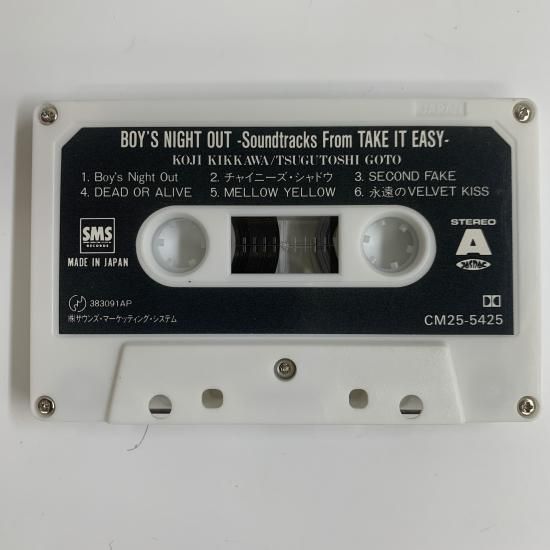 JAPAN
BOY'S NIGHT OUT -Soundtracks From TAKE IT EASY-
KOJI KIKKAWA/TSUGUTOSHI GOTO
1. Boy's Night Out 2. チャイニーズ・シャドウ 3. SECOND FAKE
4. DEAD OR ALIVE 5. MELLOW YELLOW 6. 永遠のVELVET KISS
SMS
RECORDS
MADE IN JAPAN
STEREO
A
JASRAC
383091AP
㈱サウンズ・マーケッティング・システム
CM25-5425